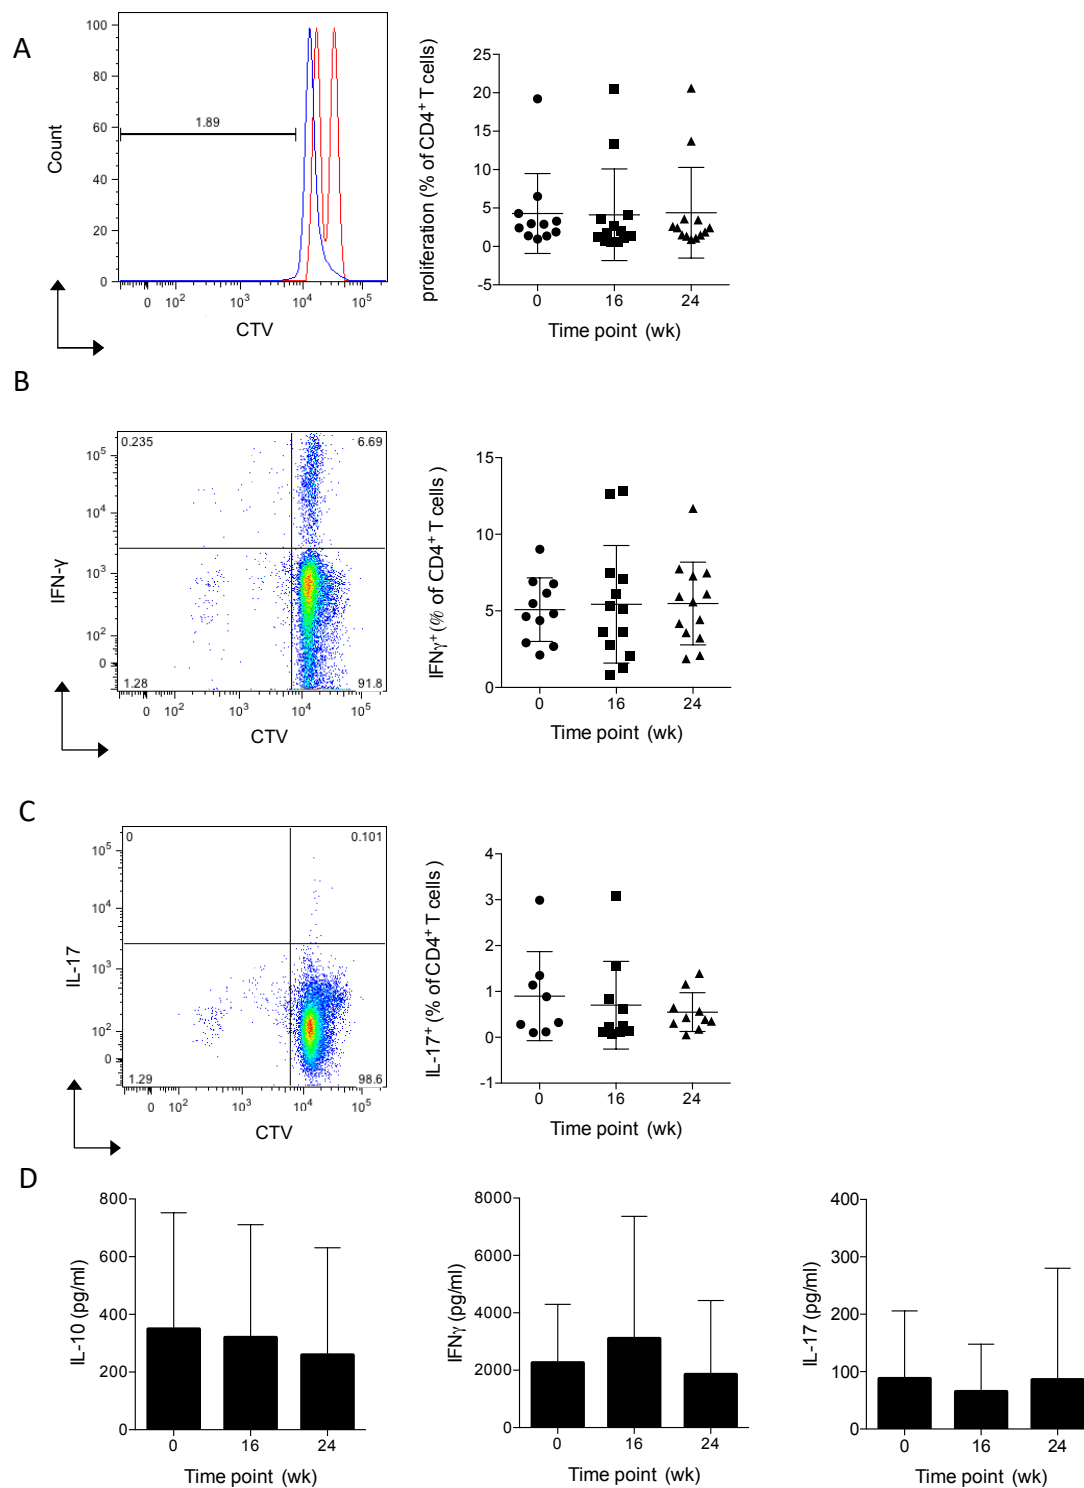 A
100
80
60
40
20
0
Count
1.89
0 10² 10³ 10⁴ 10⁵
CTV
25
20
15
10
5
0
-5
proliferation (% of CD4⁺ T cells)
0 16 24
Time point (wk)
B
0.235 6.69
10⁵
10⁴
10³
10²
0
IFN-γ
1.28 91.8
0 10² 10³ 10⁴ 10⁵
CTV
15
10
5
0
IFNγ⁺ (% of CD4⁺ T cells )
0 16 24
Time point (wk)
C
0 0.101
10⁵
10⁴
10³
10²
0
IL-17
1.29 98.6
0 10² 10³ 10⁴ 10⁵
CTV
4
3
2
1
0
-1
IL-17⁺ (% of CD4⁺ T cells )
0 16 24
Time point (wk)
D
800
600
400
200
0
IL-10 (pg/ml)
0 16 24
Time point (wk)
8000
6000
4000
2000
0
IFNγ (pg/ml)
0 16 24
Time point (wk)
400
300
200
100
0
IL-17 (pg/ml)
0 16 24
Time point (wk)